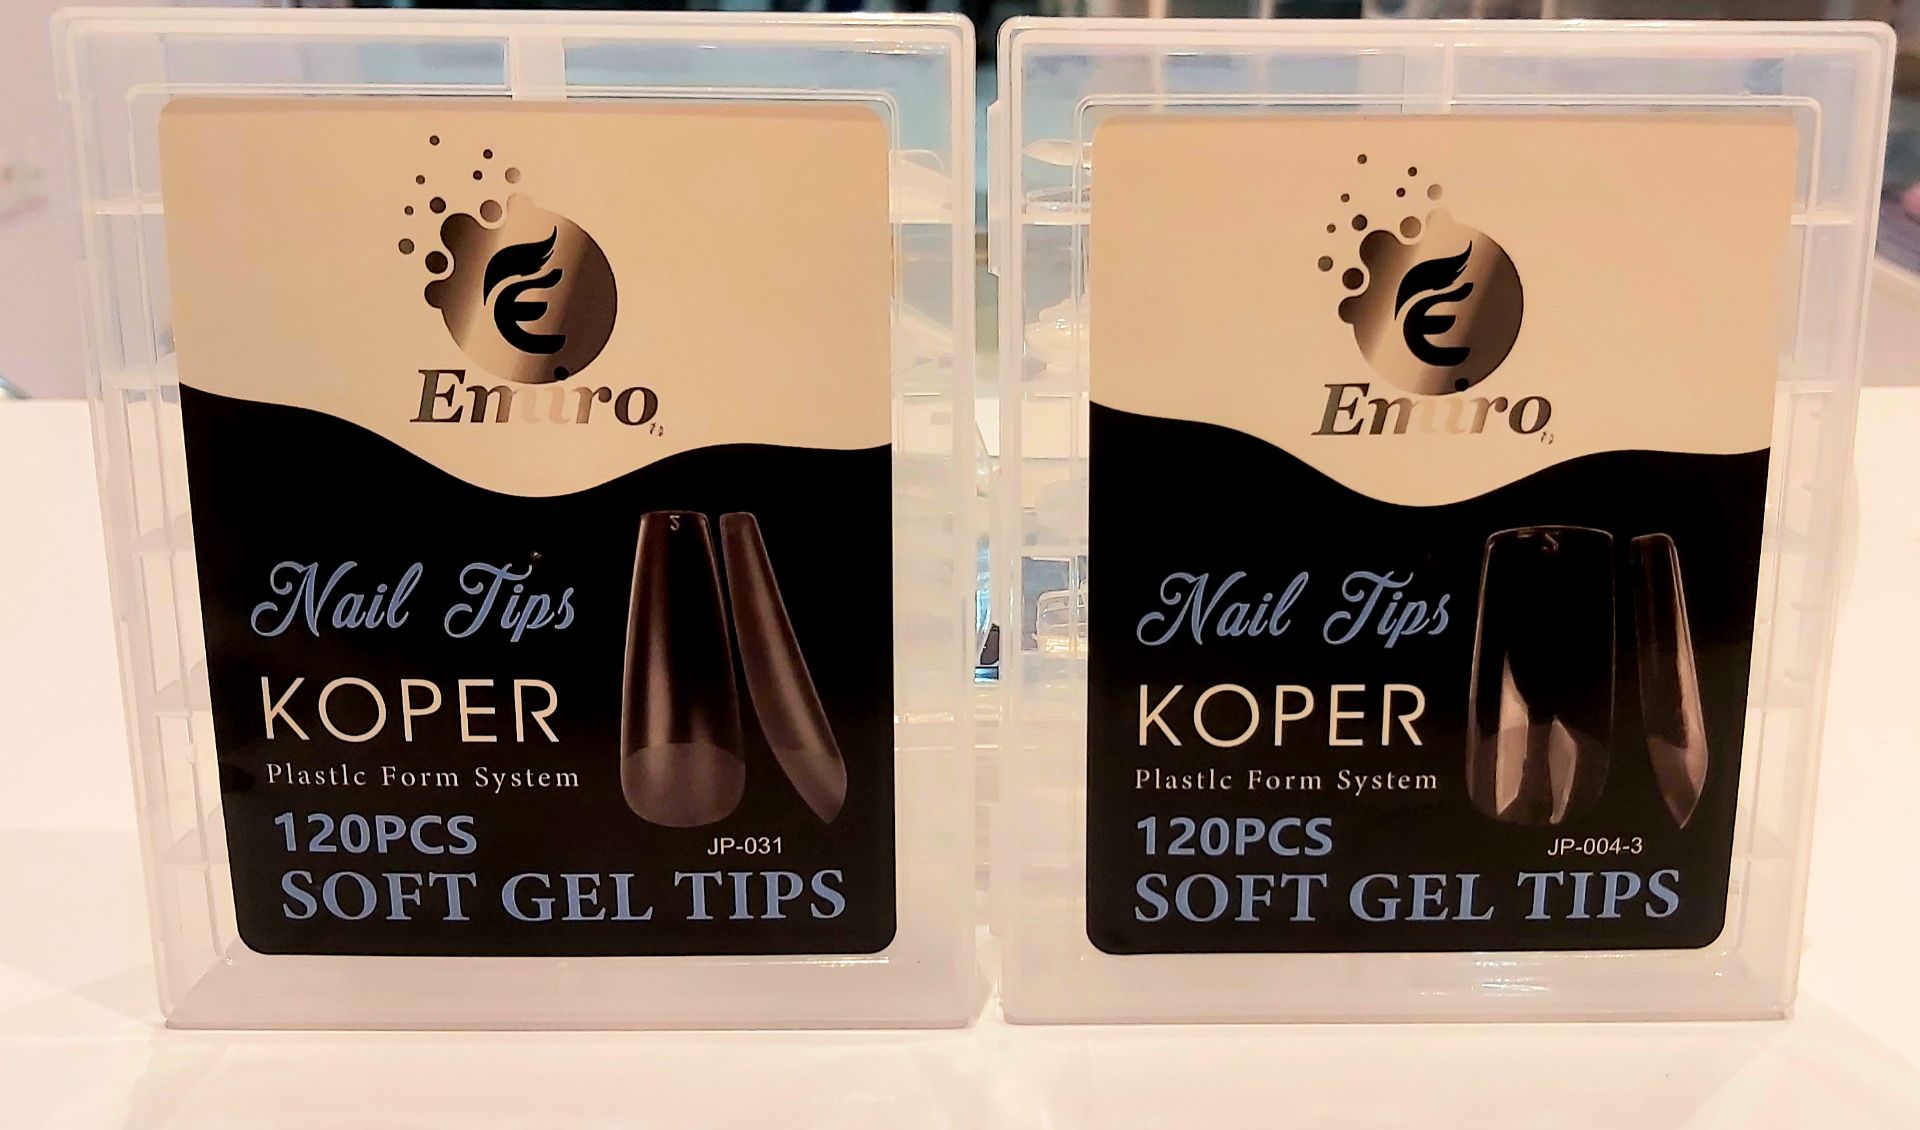 Emiro
Nail Tips
KOPER
Plastlc Form System
120PCS
JP-031
SOFT GEL TIPS
Emiro
Nail Tips
KOPER
Plastlc Form System
120PCS
JP-004-3
SOFT GEL TIPS